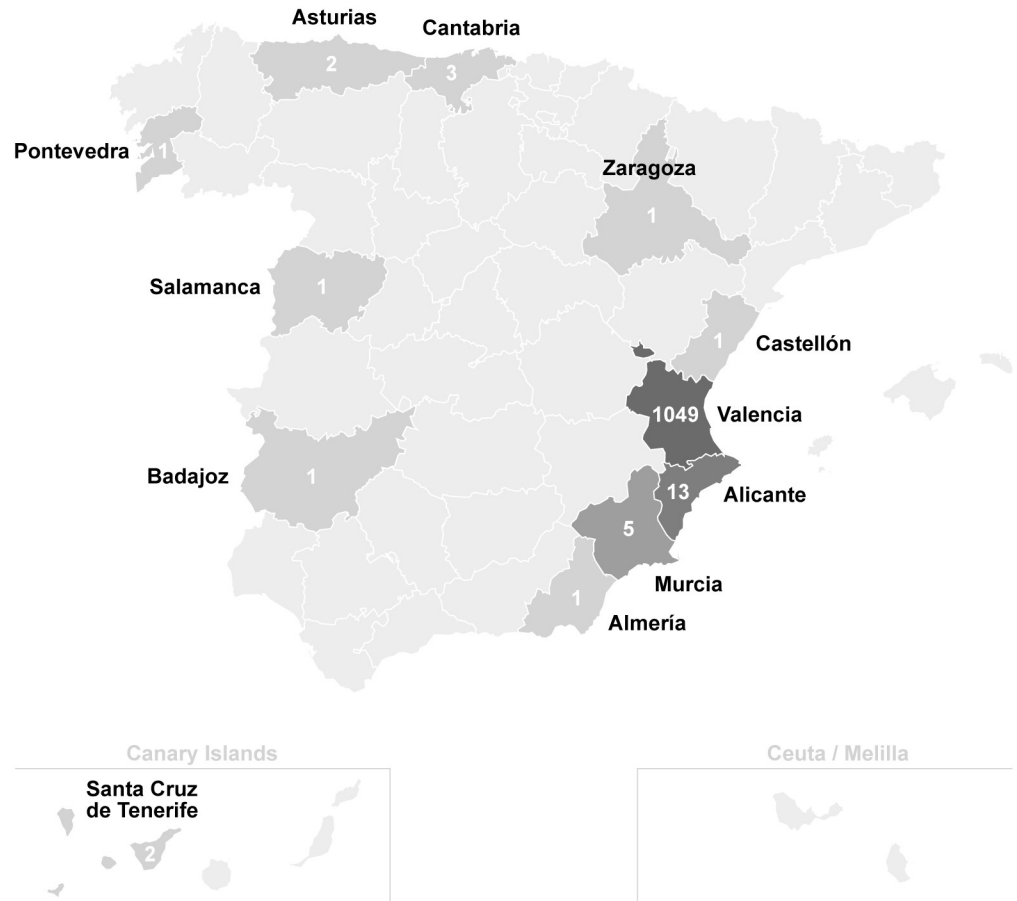 Asturias
Cantabria
2
3
Pontevedra
1
Zaragoza
1
Salamanca
1
1
Castellón
1049
Valencia
Badajoz
1
13
Alicante
5
Murcia
1
Almería
Canary Islands
Ceuta / Melilla
Santa Cruz
de Tenerife
2